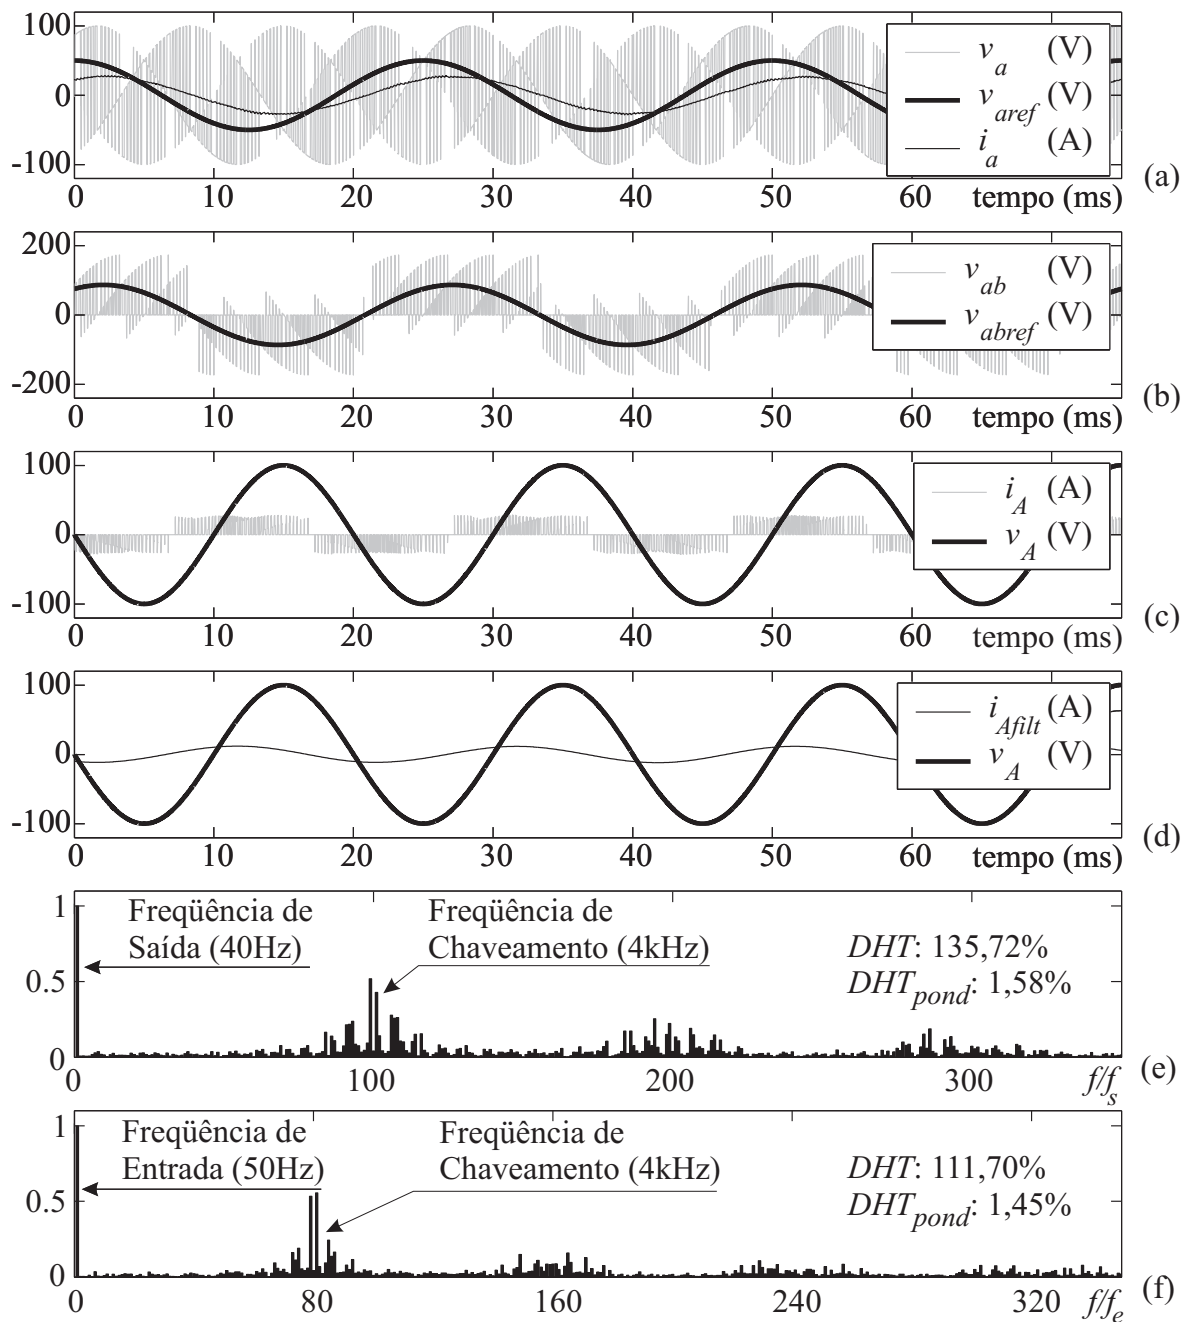 100
0
-100
v_a (V)
v_aref (V)
i_a (A)
0 10 20 30 40 50 60 tempo (ms)
(a)
200
0
-200
v_ab (V)
v_abref (V)
0 10 20 30 40 50 60 tempo (ms)
(b)
100
0
-100
i_A (A)
v_A (V)
0 10 20 30 40 50 60 tempo (ms)
(c)
100
0
-100
i_Afilt (A)
v_A (V)
0 10 20 30 40 50 60 tempo (ms)
(d)
1
0.5
0
Freqüência de
Saída (40Hz)
Freqüência de
Chaveamento (4kHz)
DHT: 135,72%
DHT_pond: 1,58%
0 100 200 300 f/f_s
(e)
1
0.5
0
Freqüência de
Entrada (50Hz)
Freqüência de
Chaveamento (4kHz)
DHT: 111,70%
DHT_pond: 1,45%
0 80 160 240 320 f/f_e
(f)